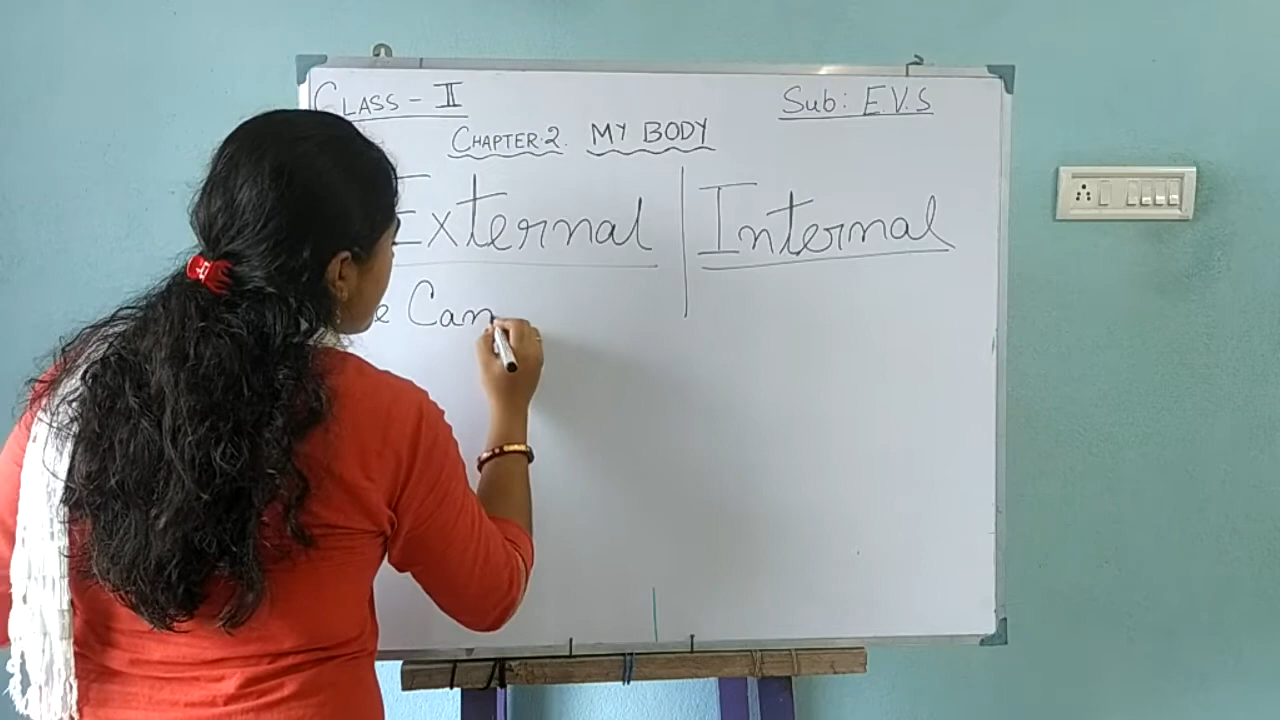 CLASS - II
Sub: E.V.S
CHAPTER-2. MY BODY
External
Internal
Can